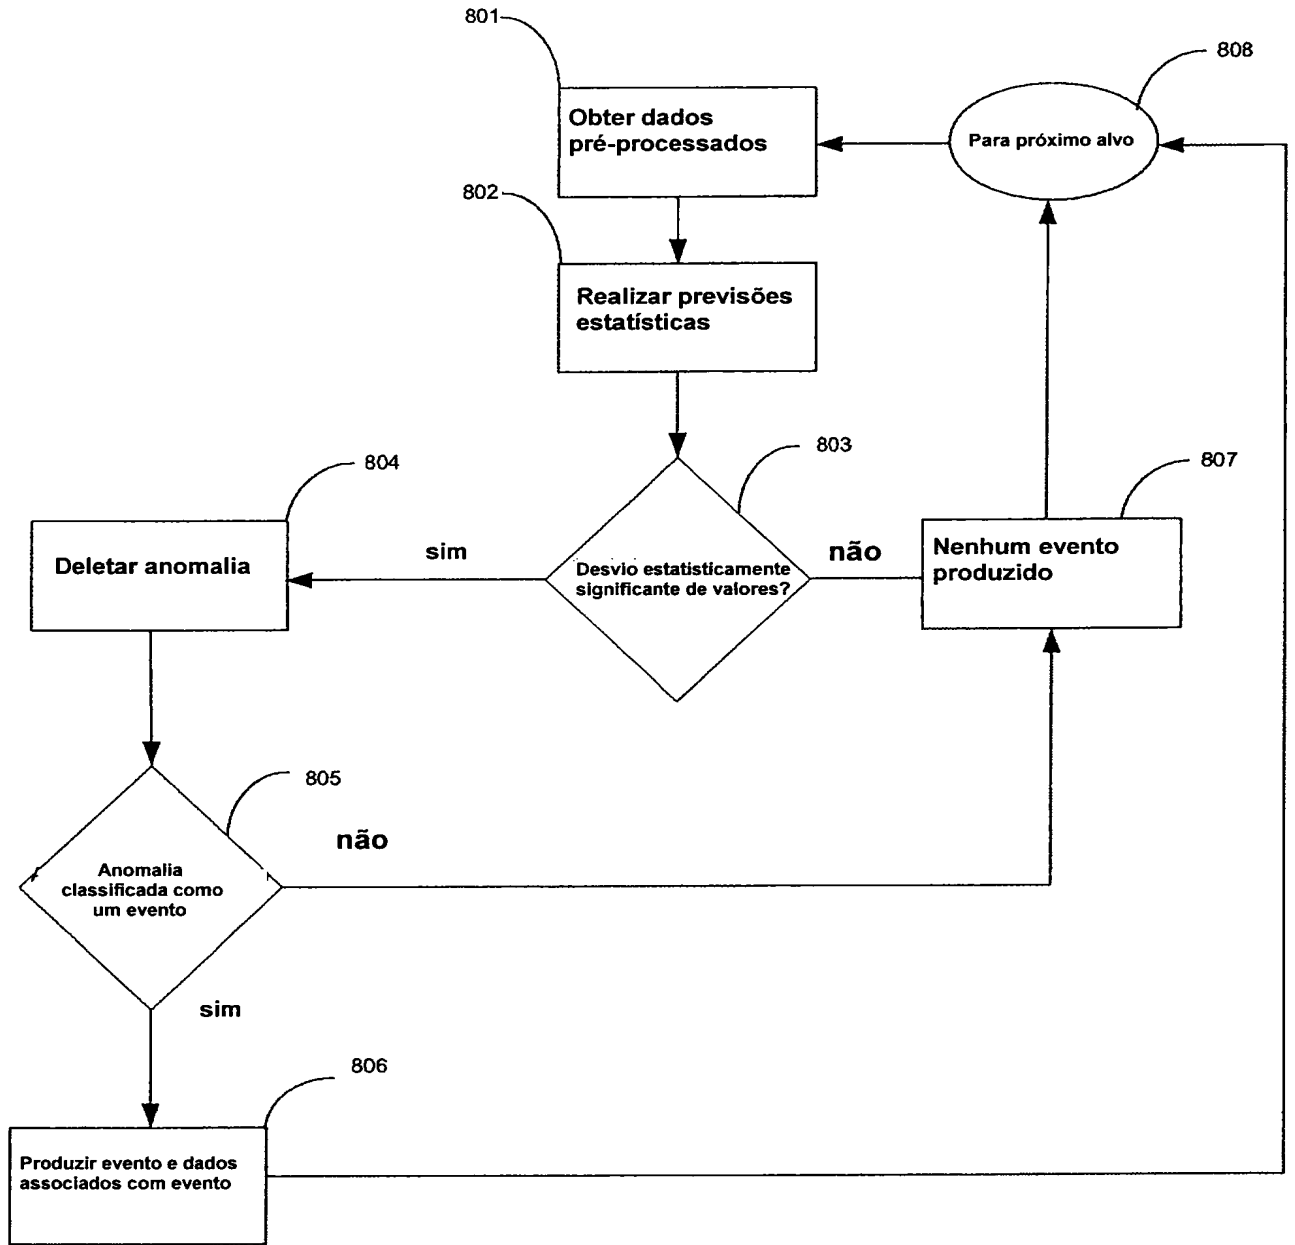 801
808
Obter dados
pré-processados
Para próximo alvo
802
Realizar previsões
estatísticas
803
804
807
sim
não
Deletar anomalia
Desvio estatisticamente
significante de valores?
Nenhum evento
produzido
805
não
Anomalia
classificada como
um evento
sim
806
Produzir evento e dados
associados com evento